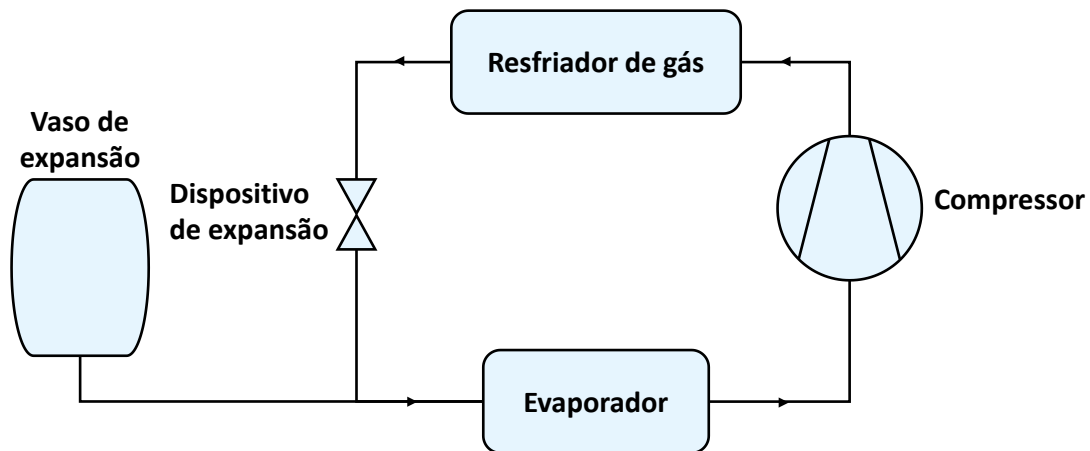 Resfriador de gás
Vaso de
expansão
Dispositivo
de expansão
Compressor
Evaporador